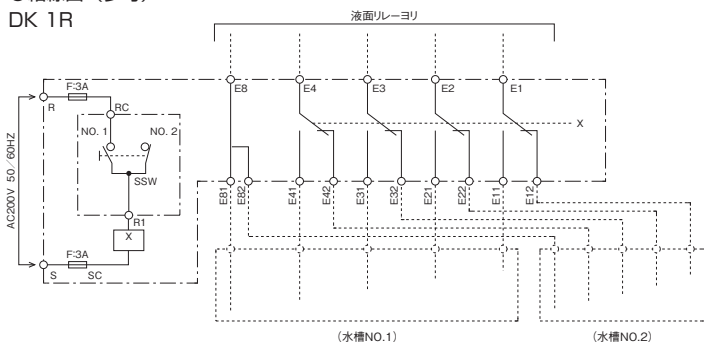 DK 1R
液面リレーヨリ
E8
E4
E3
E2
E1
F:3A
R
RC
NO. 1
NO. 2
X
SSW
AC200V 50／60HZ
E81
E82
E41
E42
E31
E32
E21
E22
E11
E12
R1
X
F:3A
S
SC
(水槽NO.1)
(水槽NO.2)